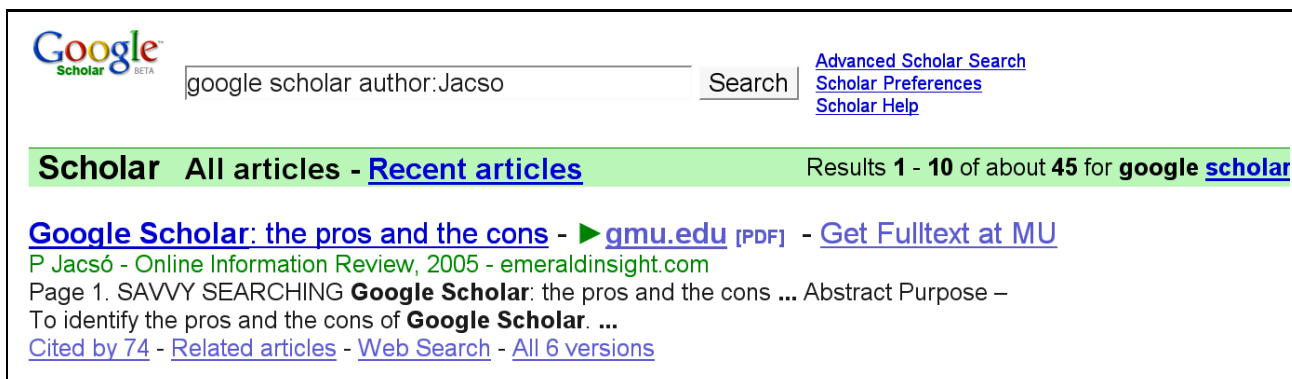 Google™
Scholar BETA
google scholar author:Jacso Search
Advanced Scholar Search
Scholar Preferences
Scholar Help
Scholar All articles - Recent articles Results 1 - 10 of about 45 for google scholar
Google Scholar: the pros and the cons - ►gmu.edu [PDF] - Get Fulltext at MU
P Jacsó - Online Information Review, 2005 - emeraldinsight.com
Page 1. SAVVY SEARCHING Google Scholar: the pros and the cons ... Abstract Purpose –
To identify the pros and the cons of Google Scholar. ...
Cited by 74 - Related articles - Web Search - All 6 versions